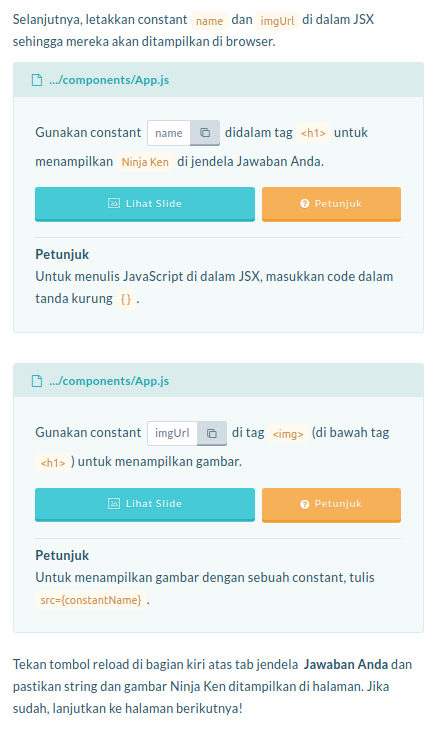 Selanjutnya, letakkan constant name dan imgUrl di dalam JSX
sehingga mereka akan ditampilkan di browser.
.../components/App.js
Gunakan constant name didalam tag <h1> untuk
menampilkan Ninja Ken di jendela Jawaban Anda.
Lihat Slide
Petunjuk
Petunjuk
Untuk menulis JavaScript di dalam JSX, masukkan code dalam
tanda kurung {} .
.../components/App.js
Gunakan constant imgUrl di tag <img> (di bawah tag
<h1> ) untuk menampilkan gambar.
Lihat Slide
Petunjuk
Petunjuk
Untuk menampilkan gambar dengan sebuah constant, tulis
src={constantName} .
Tekan tombol reload di bagian kiri atas tab jendela Jawaban Anda dan
pastikan string dan gambar Ninja Ken ditampilkan di halaman. Jika
sudah, lanjutkan ke halaman berikutnya!